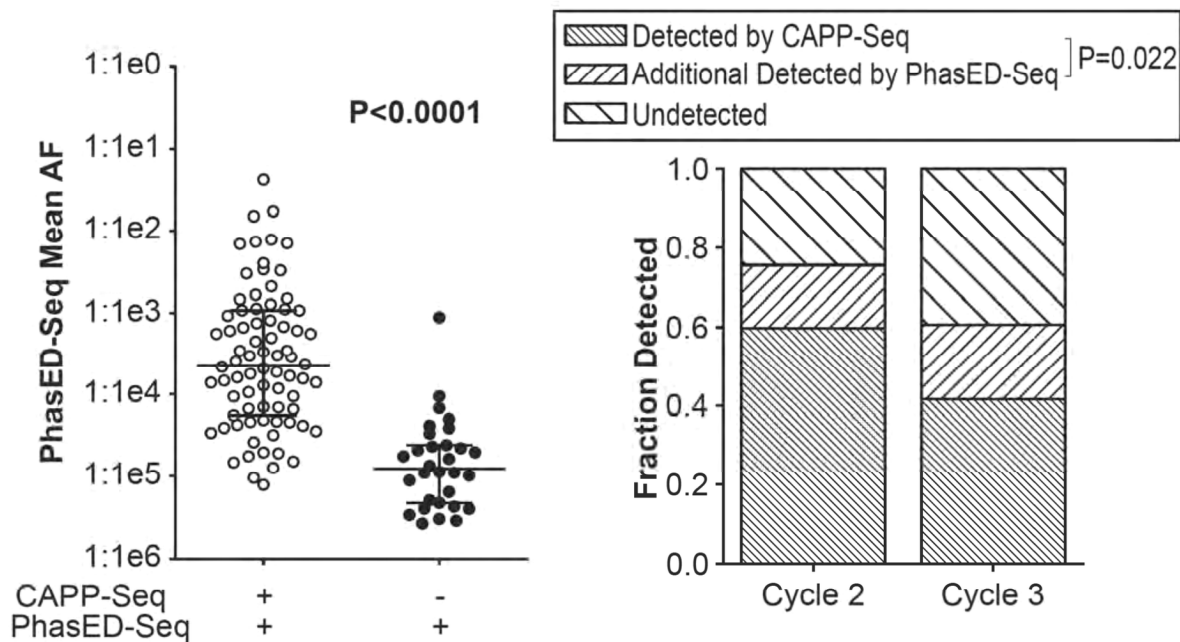 PhasED-Seq Mean AF
1:1e0
1:1e1
1:1e2
1:1e3
1:1e4
1:1e5
1:1e6
P<0.0001
CAPP-Seq + -
PhasED-Seq + +
Detected by CAPP-Seq
Additional Detected by PhasED-Seq
Undetected
P=0.022
Fraction Detected
1.0
0.8
0.6
0.4
0.2
0.0
Cycle 2 Cycle 3